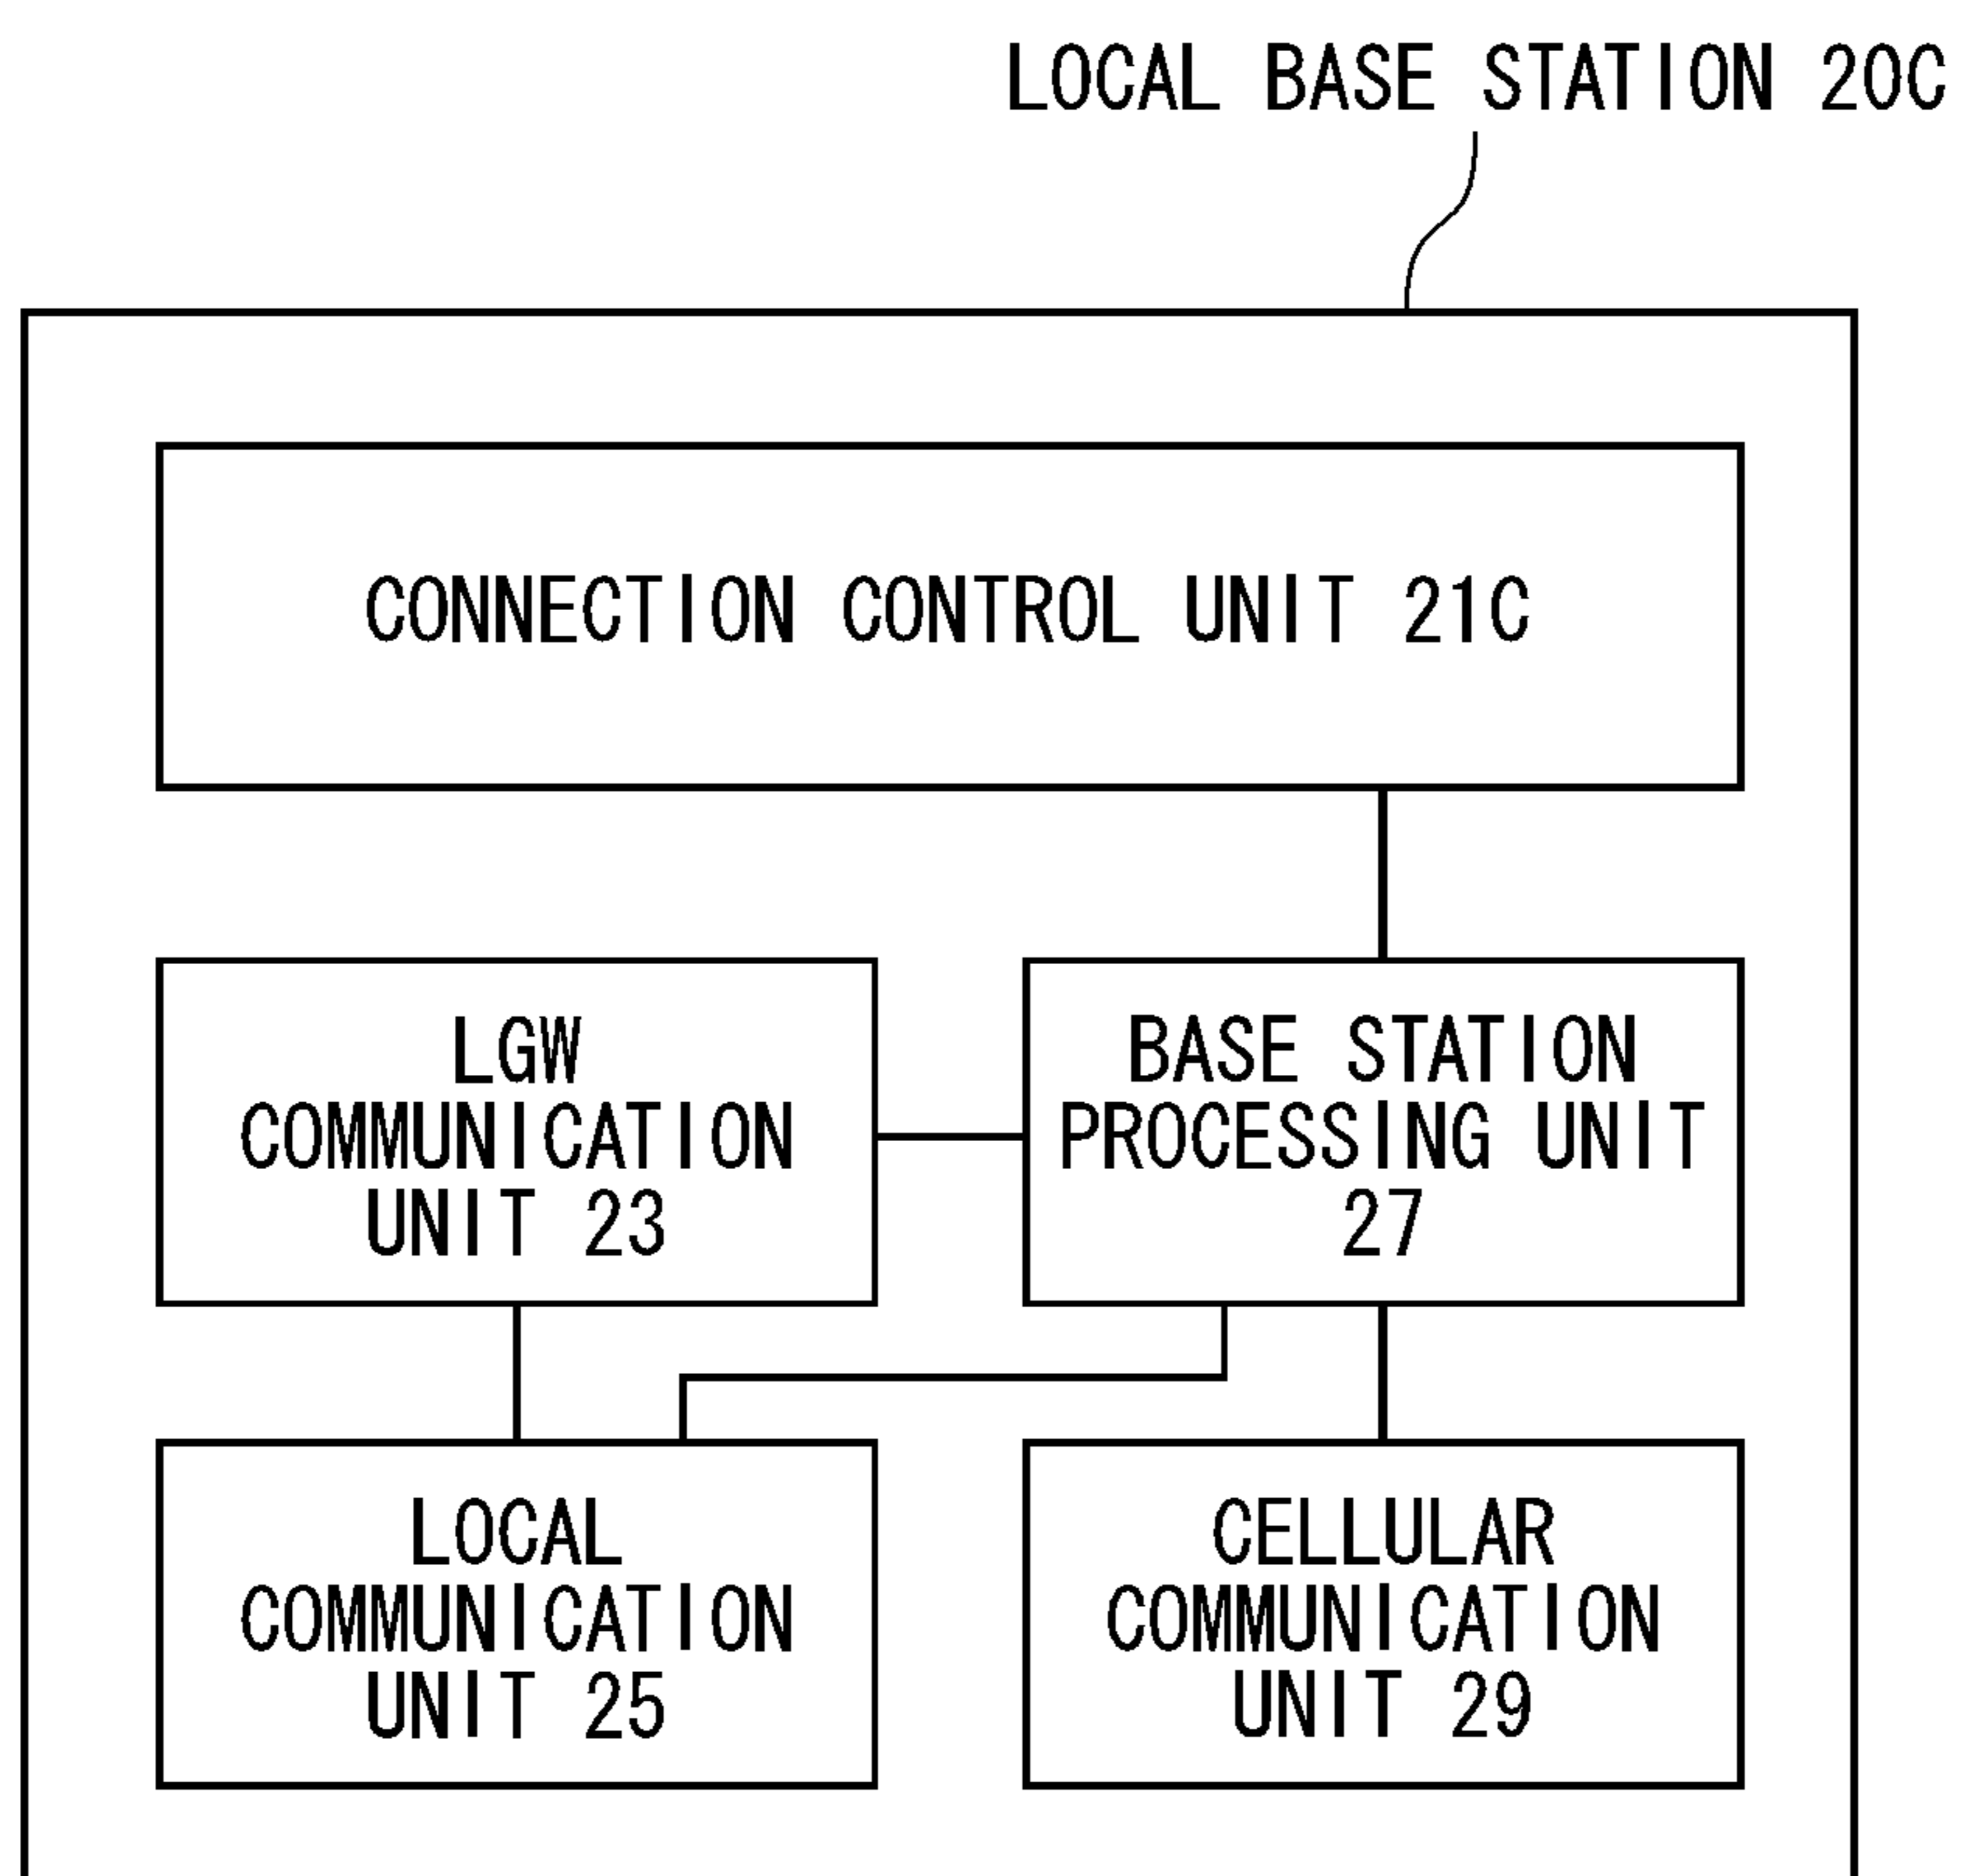 LOCAL BASE STATION 20C
CONNECTION CONTROL UNIT 21C
LGW
COMMUNICATION
UNIT 23
BASE STATION
PROCESSING UNIT
27
LOCAL
COMMUNICATION
UNIT 25
CELLULAR
COMMUNICATION
UNIT 29